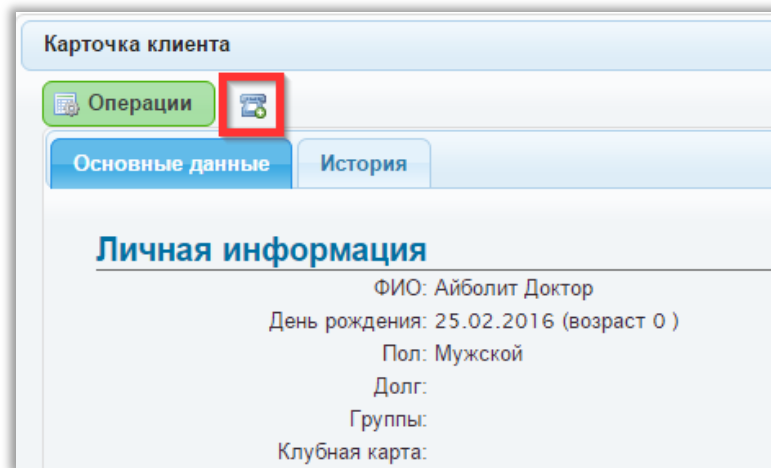 Карточка клиента
Операции
Основные данные История
Личная информация
ФИО: Айболит Доктор
День рождения: 25.02.2016 (возраст 0 )
Пол: Мужской
Долг:
Группы:
Клубная карта: